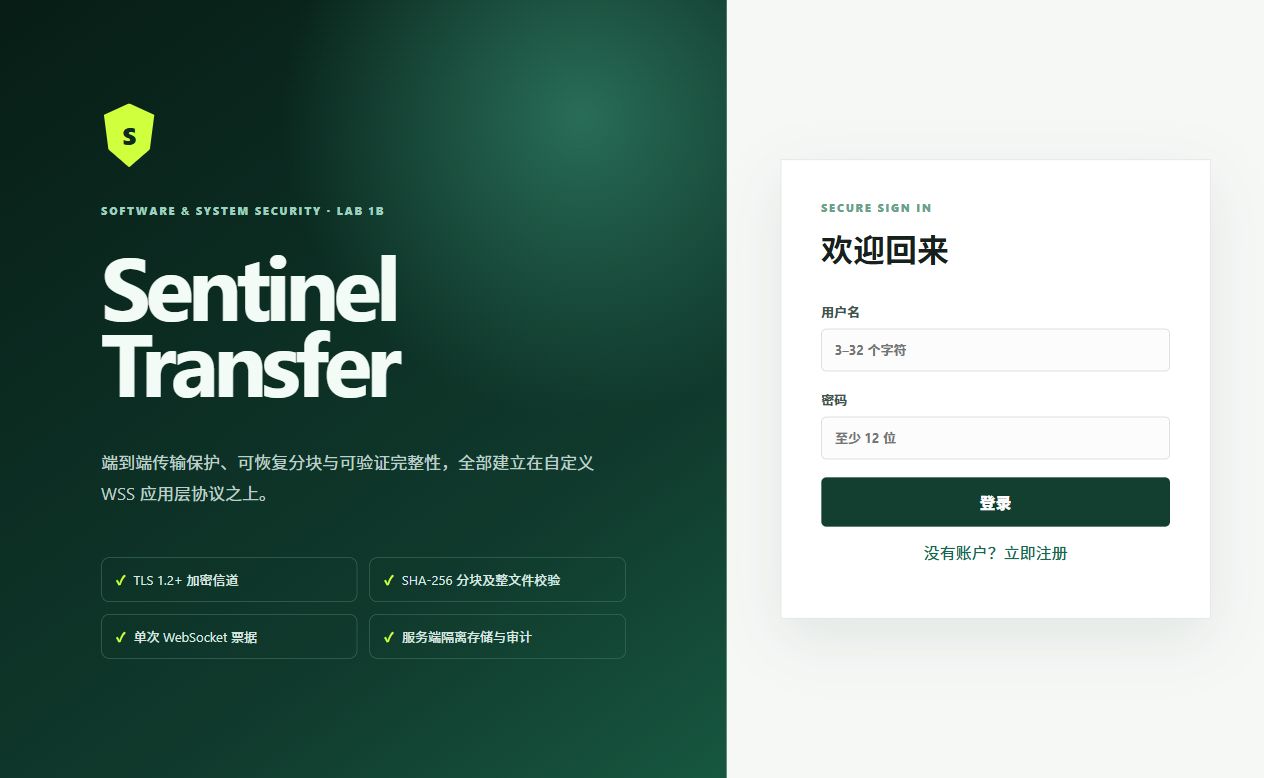 S
SOFTWARE & SYSTEM SECURITY · LAB 1B
Sentinel
Transfer
端到端传输保护、可恢复分块与可验证完整性，全部建立在自定义
WSS 应用层协议之上。
✓ TLS 1.2+ 加密信道
✓ SHA-256 分块及整文件校验
✓ 单次 WebSocket 票据
✓ 服务端隔离存储与审计
SECURE SIGN IN
欢迎回来
用户名
3–32 个字符
密码
至少 12 位
登录
没有账户？立即注册